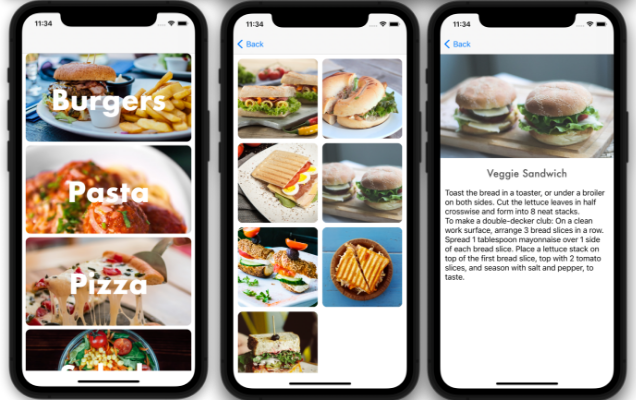 11:34
Burgers
Pasta
Pizza
11:34
Back
11:34
Back
Veggie Sandwich
Toast the bread in a toaster, or under a broiler
on both sides. Cut the lettuce leaves in half
crosswise and form into 8 neat stacks.
To make a double-decker club: On a clean
work surface, arrange 3 bread slices in a row.
Spread 1 tablespoon mayonnaise over 1 side
of each bread slice. Place a lettuce stack on
top of the first bread slice, top with 2 tomato
slices, and season with salt and pepper, to
taste.